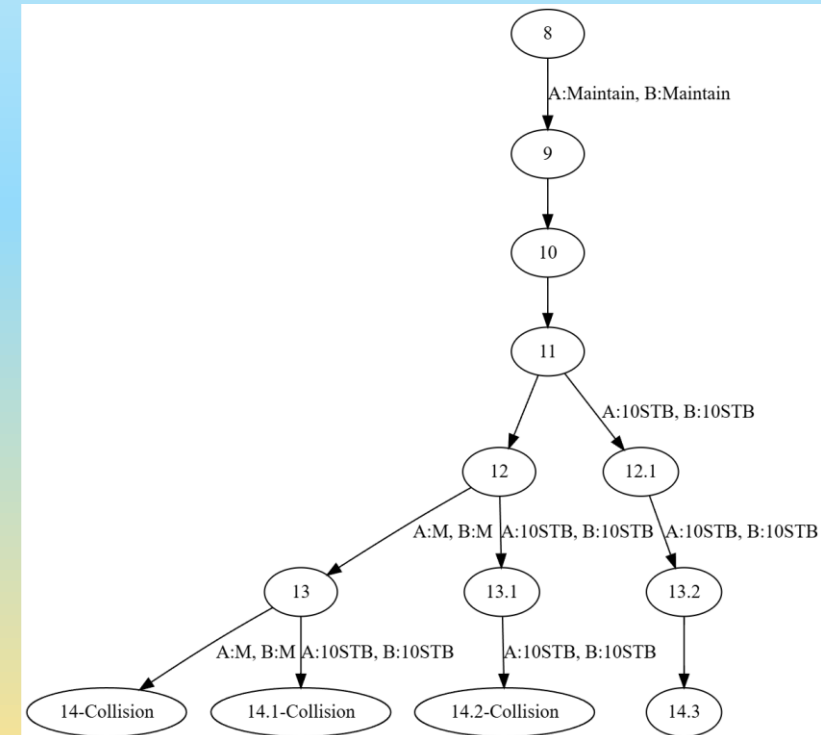 8
A:Maintain, B:Maintain
9
10
11
A:10STB, B:10STB
12
12.1
A:M, B:M
A:10STB, B:10STB
A:10STB, B:10STB
13
13.1
13.2
A:M, B:M
A:10STB, B:10STB
A:10STB, B:10STB
14-Collision
14.1-Collision
14.2-Collision
14.3